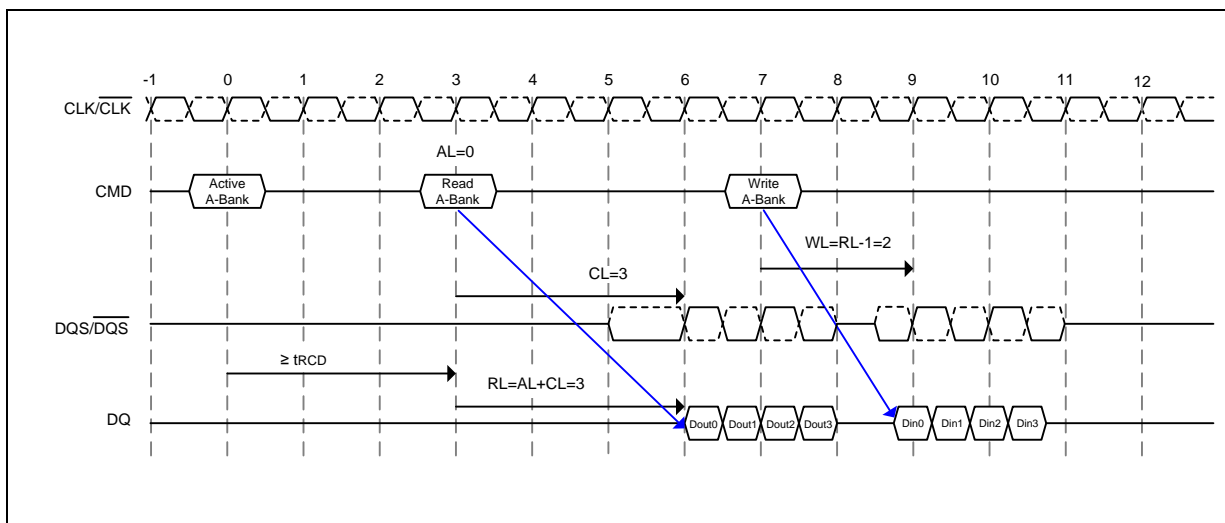 -1 0 1 2 3 4 5 6 7 8 9 10 11 12
CLK/C̅L̅K̅
AL=0
CMD
Active
A-Bank
Read
A-Bank
Write
A-Bank
WL=RL-1=2
CL=3
DQS/D̅Q̅S̅
≥ tRCD
RL=AL+CL=3
DQ
Dout0 Dout1 Dout2 Dout3 Din0 Din1 Din2 Din3